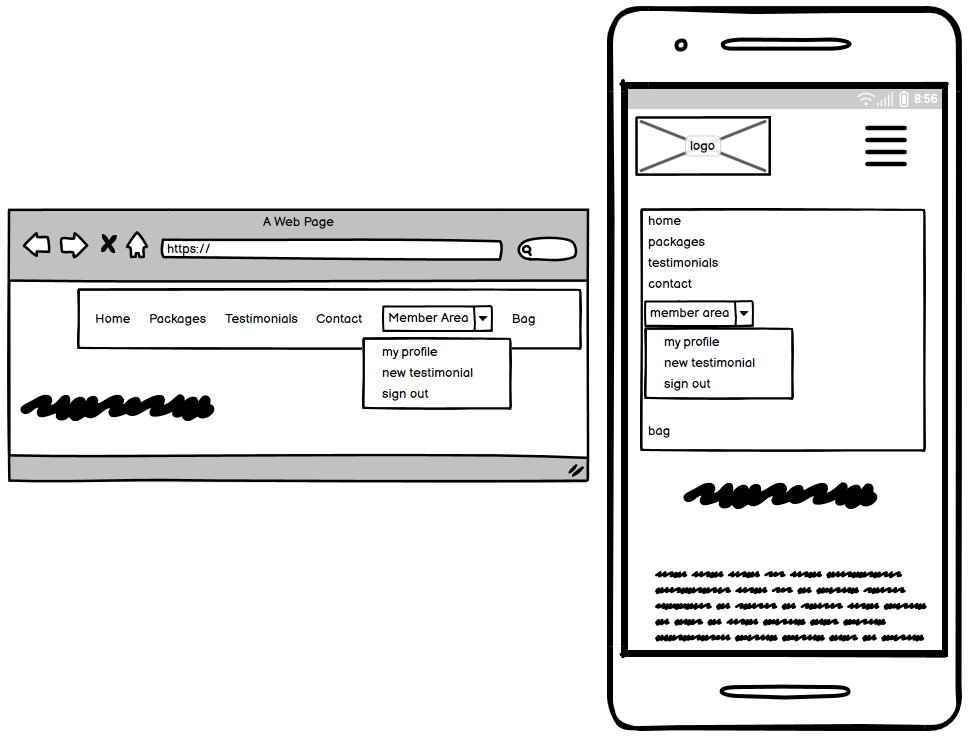 A Web Page
https://
Home Packages Testimonials Contact Member Area Bag
my profile
new testimonial
sign out
8:56
logo
home
packages
testimonials
contact
member area
my profile
new testimonial
sign out
bag